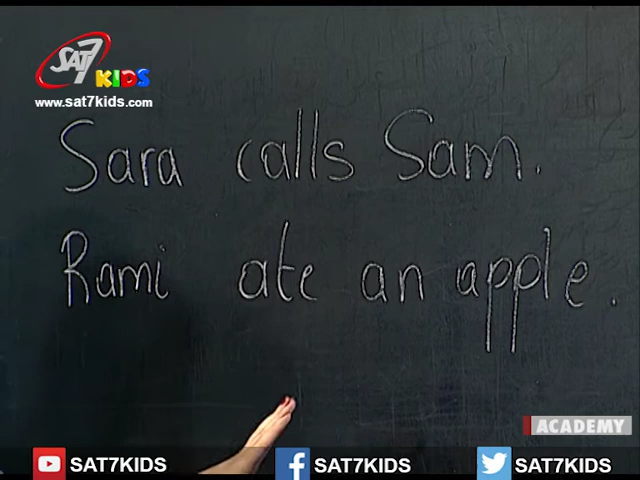 SAT7 KIDS
www.sat7kids.com
Sara calls Sam.
Rami ate an apple.
ACADEMY
SAT7KIDS SAT7KIDS SAT7KIDS